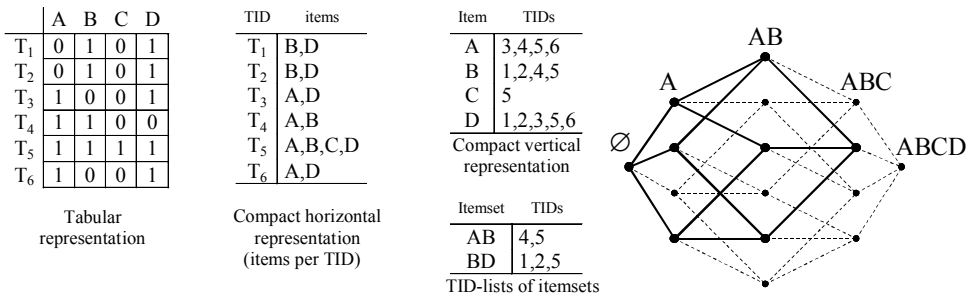 A B C D
T1 0 1 0 1
T2 0 1 0 1
T3 1 0 0 1
T4 1 1 0 0
T5 1 1 1 1
T6 1 0 0 1
Tabular
representation
TID items
T1 B,D
T2 B,D
T3 A,D
T4 A,B
T5 A,B,C,D
T6 A,D
Compact horizontal
representation
(items per TID)
Item TIDs
A 3,4,5,6
B 1,2,4,5
C 5
D 1,2,3,5,6
Compact vertical
representation
Itemset TIDs
AB 4,5
BD 1,2,5
TID-lists of itemsets
AB
A
ABC
∅
ABCD